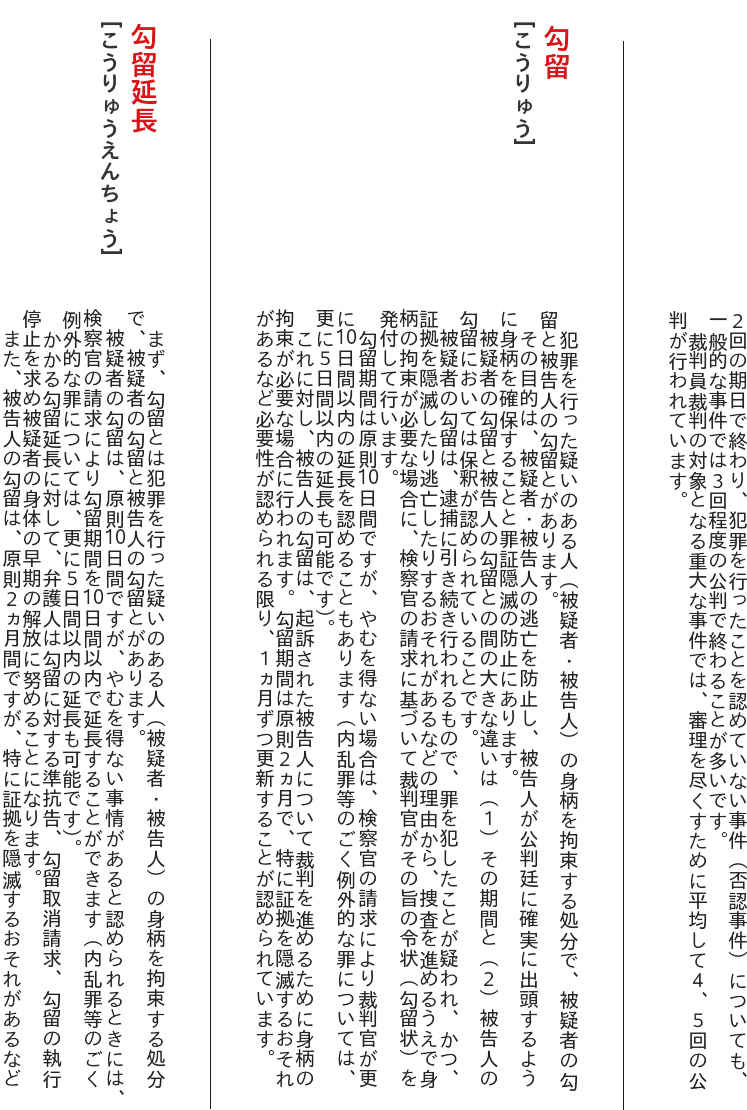 2回の期日で終わり、犯罪を行ったことを認めていない事件（否認事件）についても、
一般的な事件では3回程度の公判で終わることが多いです。
裁判員裁判の対象となる重大な事件では、審理を尽くすために平均して4、5回の公
判が行われています。
勾留
[こうりゅう]
犯罪を行った疑いのある人（被疑者・被告人）の身柄を拘束する処分で、被疑者の勾
留と被告人の勾留とがあります。
その目的は、被疑者・被告人の逃亡を防止し、被告人が公判廷に確実に出頭するよう
に身柄を確保することと罪証隠滅の防止にあります。
被疑者の勾留と被告人の勾留との間の大きな違いは（1）その期間と（2）被告人の
勾留においては保釈が認められていることです。
被疑者の勾留は、逮捕に引き続き行われるもので、罪を犯したことが疑われ、かつ、
証拠を隠滅したり逃亡したりするおそれがあるなどの理由から、捜査を進めるうえで身
柄の拘束が必要な場合に、検察官の請求に基づいて裁判官がその旨の令状（勾留状）を
発付して行います。
勾留期間は原則10日間ですが、やむを得ない場合は、検察官の請求により裁判官が更
に10日間以内の延長を認めることもあります（内乱罪等のごく例外的な罪については、
更に5日間以内の延長も可能です）。
これに対し、被告人の勾留は、起訴された被告人について裁判を進めるために身柄の
拘束が必要な場合に行われます。勾留期間は原則2ヵ月で、特に証拠を隠滅するおそれ
があるなど必要性が認められる限り、1ヵ月ずつ更新することが認められています。
勾留延長
[こうりゅうえんちょう]
まず、勾留とは犯罪を行った疑いのある人（被疑者・被告人）の身柄を拘束する処分
で、被疑者の勾留と被告人の勾留とがあります。
被疑者の勾留は、原則10日間ですが、やむを得ない事情があると認められるときには、
検察官の請求により勾留期間を10日間以内で延長することができます（内乱罪等のごく
例外的な罪については、更に5日間以内の延長も可能です）。
かかる勾留延長に対して、弁護人は勾留に対する準抗告、勾留取消請求、勾留の執行
停止を求め被疑者の身体の早期の解放に努めることになります。
また、被告人の勾留は、原則2ヵ月間ですが、特に証拠を隠滅するおそれがあるなど